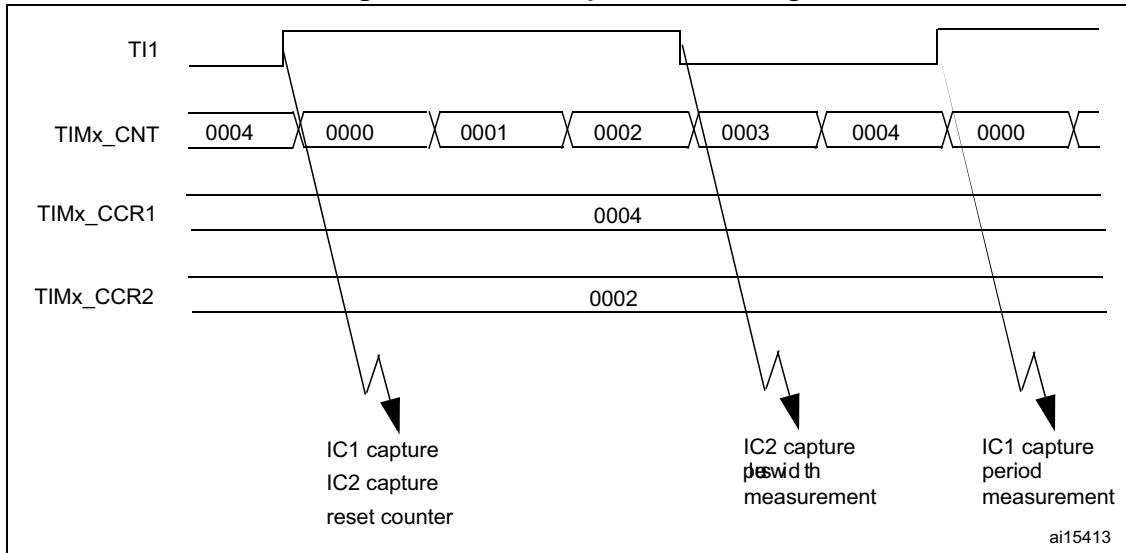 TI1
TIMx_CNT 0004 0000 0001 0002 0003 0004 0000
TIMx_CCR1 0004
TIMx_CCR2 0002
IC1 capture
IC2 capture
reset counter
IC2 capture
measurement
IC1 capture
period
measurement
ai15413